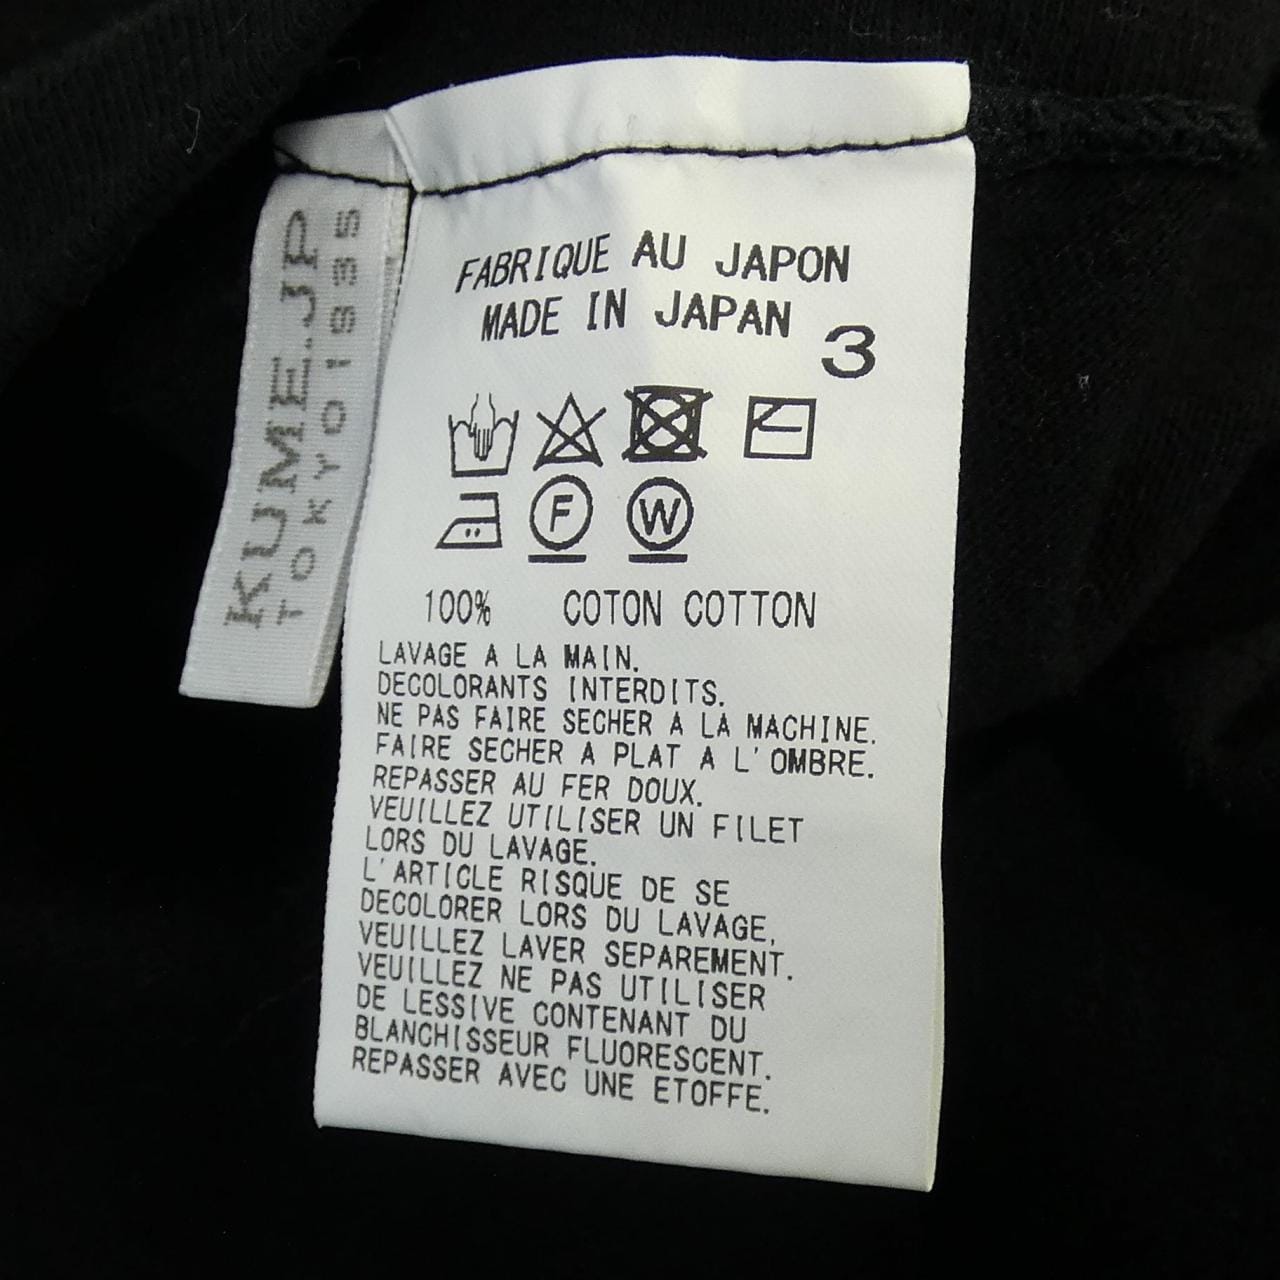 KUME.JP
TOKYO1935
FABRIQUE AU JAPON
MADE IN JAPAN
3
F
W
100% COTON COTTON
LAVAGE A LA MAIN.
DECOLORANTS INTERDITS.
NE PAS FAIRE SECHER A LA MACHINE.
FAIRE SECHER A PLAT A L'OMBRE.
REPASSER AU FER DOUX.
VEUILLEZ UTILISER UN FILET
LORS DU LAVAGE.
L'ARTICLE RISQUE DE SE
DECOLORER LORS DU LAVAGE,
VEUILLEZ LAVER SEPAREMENT.
VEUILLEZ NE PAS UTILISER
DE LESSIVE CONTENANT DU
BLANCHISSEUR FLUORESCENT.
REPASSER AVEC UNE ETOFFE.